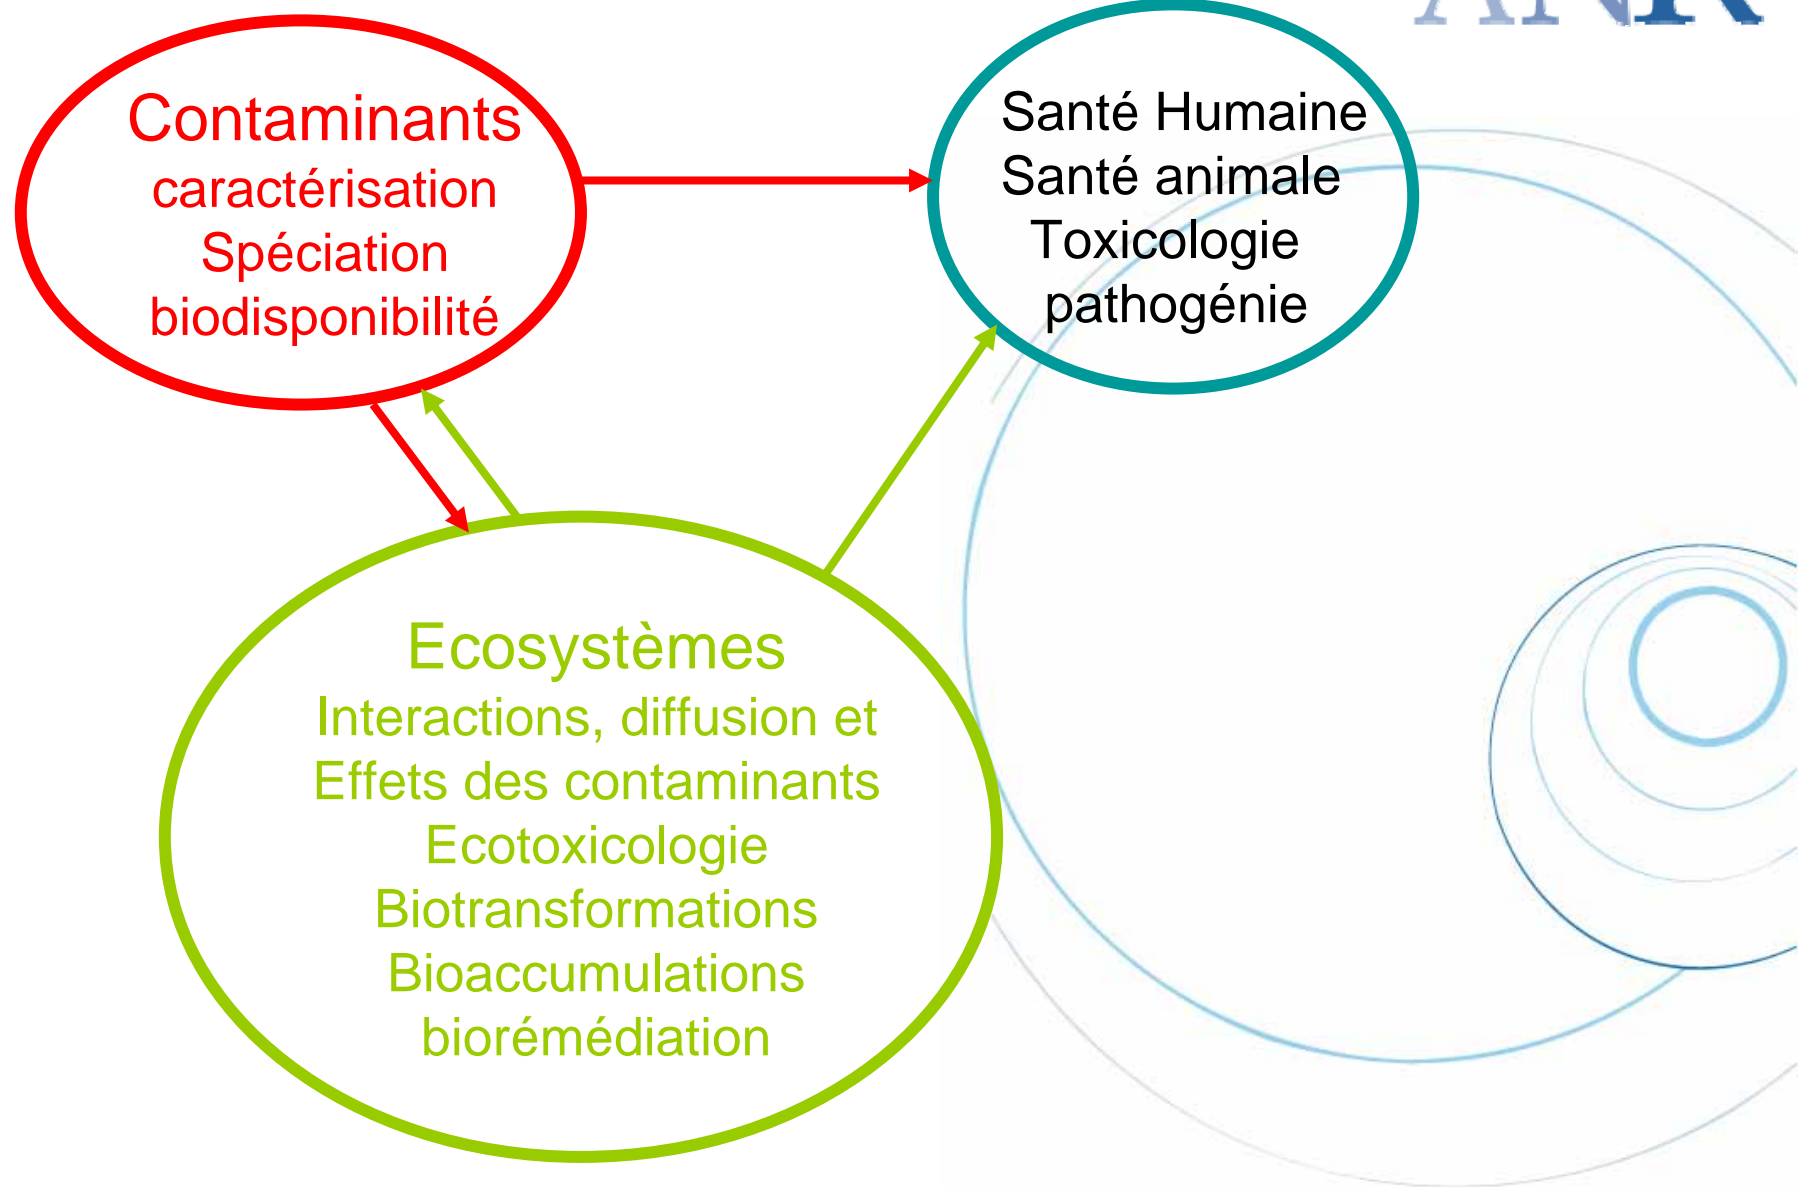 ANR
Contaminants
caractérisation
Spéciation
biodisponibilité
Santé Humaine
Santé animale
Toxicologie
pathogénie
Ecosystèmes
Interactions, diffusion et
Effets des contaminants
Ecotoxicologie
Biotransformations
Bioaccumulations
biorémédiation